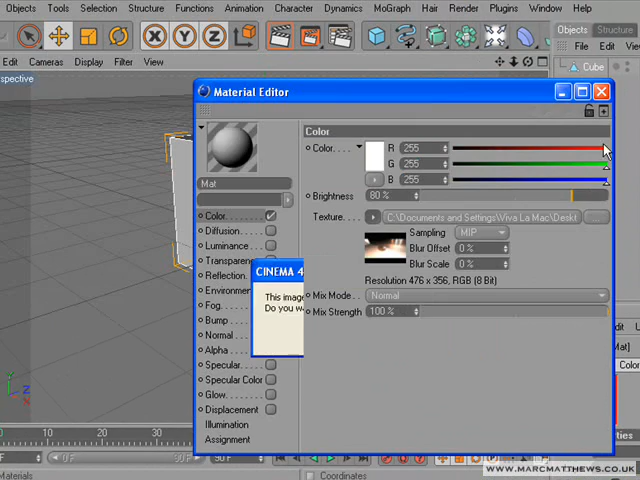 Objects Tools Selection Structure Functions Animation Character Dynamics MoGraph Hair Render Plugins Window Help
Objects Structure
Edit Cameras Display Filter View
File Edit
Cube
spective
Material Editor
Color
Color. . . R 255
G 255
B 255
Mat
Brightness 80 %
Color. . . .
Texture. . . . C:\Documents and Settings\Viva La Mac\Deskt ...
Diffusion. .
Sampling MIP
Luminance.
Blur Offset 0 %
Transparen
Blur Scale 0 %
Reflection.
CINEMA 4
Resolution 476 x 356, RGB (8 Bit)
Environmen
This image
Mix Mode. . Normal
Fog. .
Do you w
Mix Strength 100 %
Bump . .
Normal . .
Alpha . .
Mat]
Specular. . .
Color
Specular Color
Glow. . . .
Displacement
Illumination
Assignment
0 10 20 30
0 F 90 F 90 F
Materials
Coordinates
WWW.MARCMATTHEWS.CO.UK